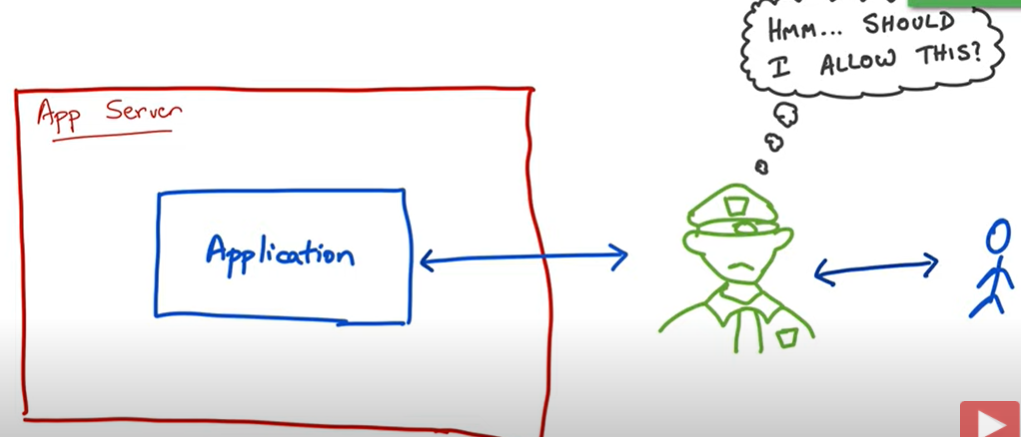 HMM... SHOULD
I ALLOW THIS?
App Server
Application